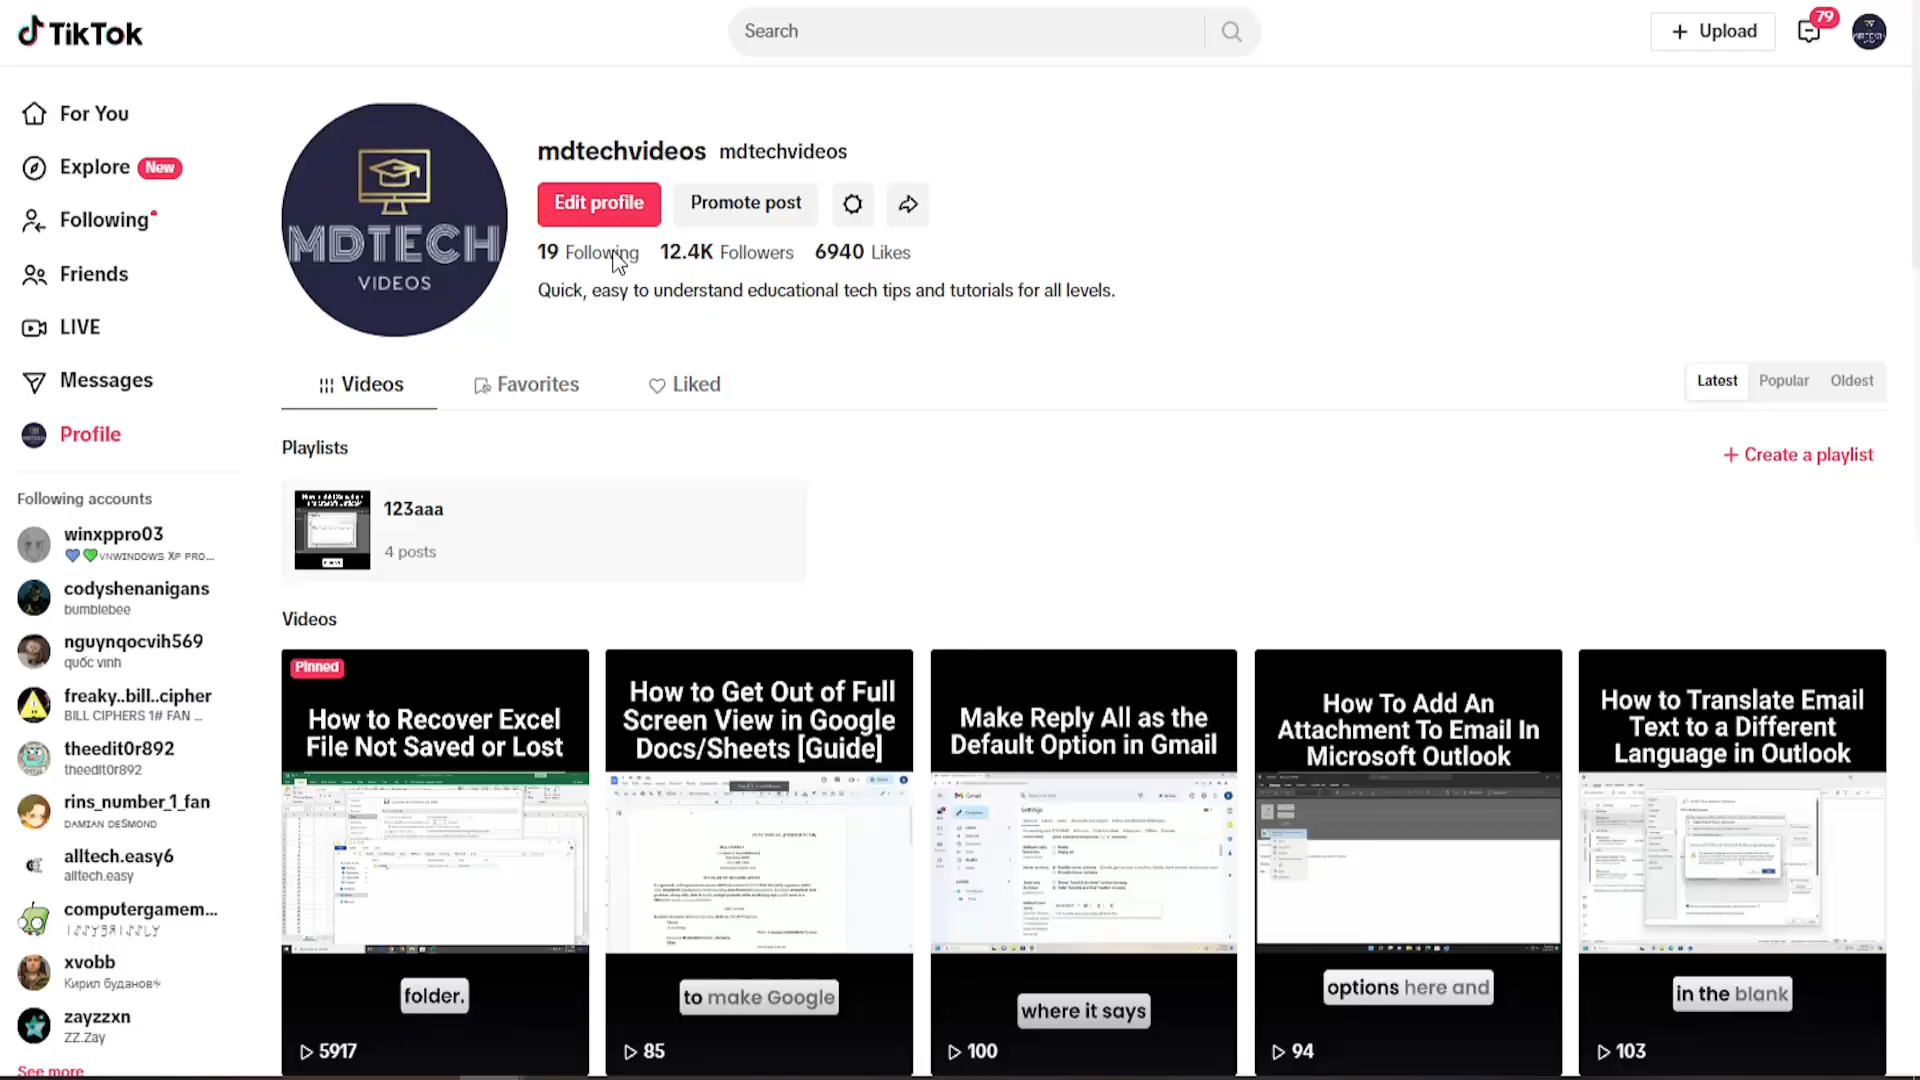 TikTok
Search
Upload
79
For You
Explore New
Following
Friends
LIVE
Messages
Profile
Following accounts
winxppro03
💙💚VNWINDOWS XP PRO...
codyshenanigans
bumblebee
nguynqocvih569
quốc vinh
freaky..bill..cipher
BILL CIPHERS 1# FAN ...
theedit0r892
theedit0r892
rins_number_1_fan
DAMIAN DESMOND
alltech.easy6
alltech.easy
computergamem...
xvobb
Кирил буданов
zayzzxn
ZZ.Zay
See more
MDTECH
VIDEOS
mdtechvideos mdtechvideos
Edit profile Promote post
19 Following 12.4K Followers 6940 Likes
Quick, easy to understand educational tech tips and tutorials for all levels.
Videos Favorites Liked
Latest Popular Oldest
Playlists
+ Create a playlist
123aaa
4 posts
Videos
Pinned
How to Recover Excel
File Not Saved or Lost
folder.
5917
How to Get Out of Full
Screen View in Google
Docs/Sheets [Guide]
to make Google
85
Make Reply All as the
Default Option in Gmail
where it says
100
How To Add An
Attachment To Email In
Microsoft Outlook
options here and
94
How to Translate Email
Text to a Different
Language in Outlook
in the blank
103